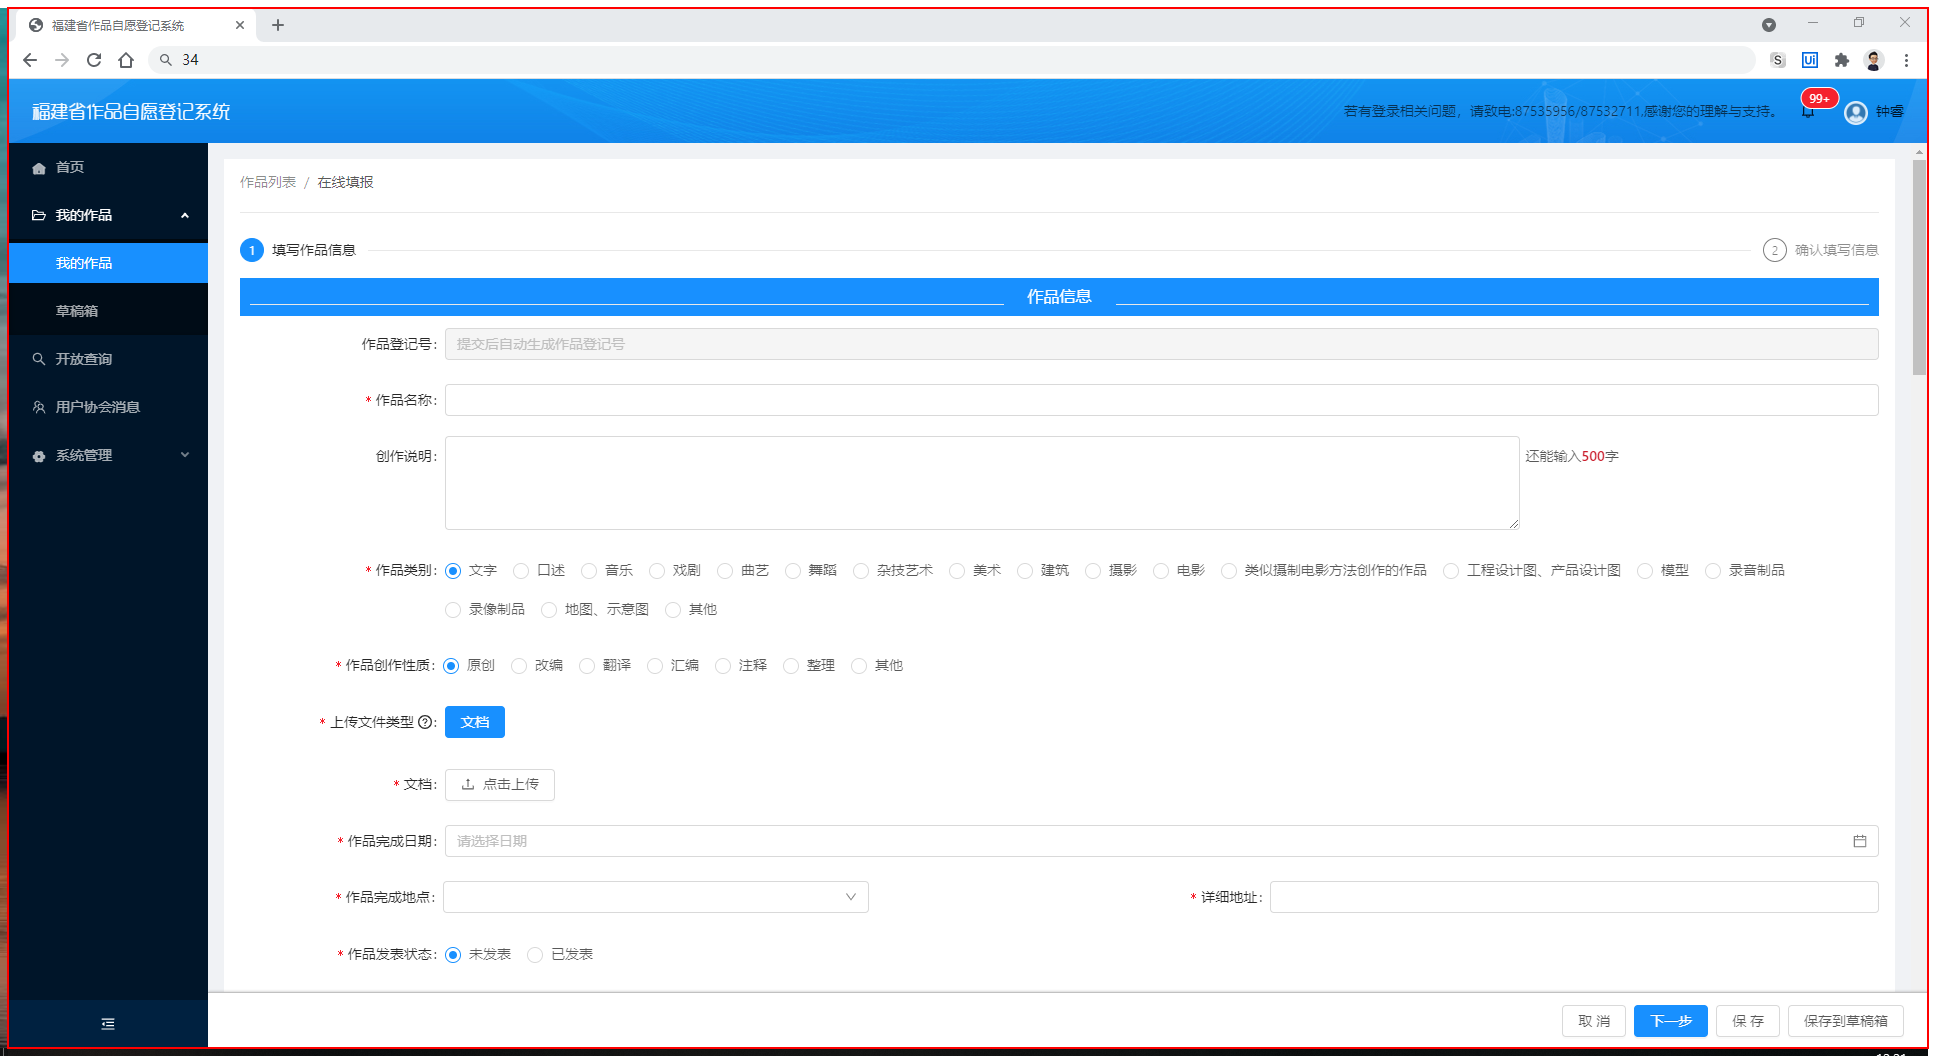 福建省作品自愿登记系统
34
福建省作品自愿登记系统
若有登录相关问题，请致电:87535956/87532711,感谢您的理解与支持。
99+
钟睿
首页
我的作品
我的作品
草稿箱
开放查询
用户协会消息
系统管理
作品列表 / 在线填报
1 填写作品信息
2 确认填写信息
作品信息
作品登记号: 提交后自动生成作品登记号
* 作品名称:
创作说明:
还能输入500字
* 作品类别: 文字 口述 音乐 戏剧 曲艺 舞蹈 杂技艺术 美术 建筑 摄影 电影 类似摄制电影方法创作的作品 工程设计图、产品设计图 模型 录音制品
录像制品 地图、示意图 其他
* 作品创作性质: 原创 改编 翻译 汇编 注释 整理 其他
* 上传文件类型 ?: 文档
* 文档: 点击上传
* 作品完成日期: 请选择日期
* 作品完成地点: * 详细地址:
* 作品发表状态: 未发表 已发表
取 消 下一步 保 存 保存到草稿箱